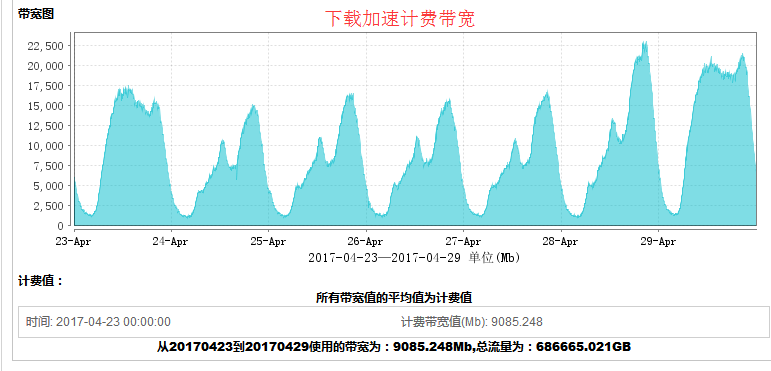 带宽图
下载加速计费带宽
22,500
20,000
17,500
15,000
12,500
10,000
7,500
5,000
2,500
0
23-Apr 24-Apr 25-Apr 26-Apr 27-Apr 28-Apr 29-Apr
2017-04-23——2017-04-29 单位(Mb)
计费值：
所有带宽值的平均值为计费值
时间: 2017-04-23 00:00:00 计费带宽值(Mb): 9085.248
从20170423到20170429使用的带宽为：9085.248Mb,总流量为：686665.021GB